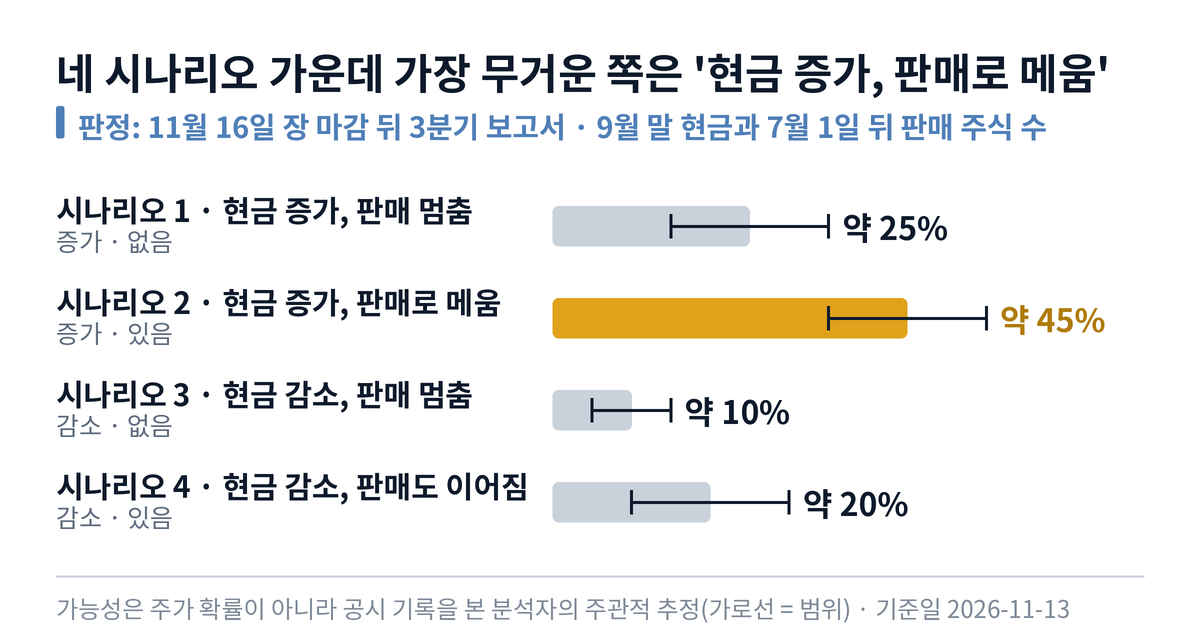 네 시나리오 가운데 가장 무거운 쪽은 '현금 증가, 판매로 메움'
판정: 11월 16일 장 마감 뒤 3분기 보고서 · 9월 말 현금과 7월 1일 뒤 판매 주식 수
시나리오 1 · 현금 증가, 판매 멈춤
증가 · 없음
약 25%
시나리오 2 · 현금 증가, 판매로 메움
증가 · 있음
약 45%
시나리오 3 · 현금 감소, 판매 멈춤
감소 · 없음
약 10%
시나리오 4 · 현금 감소, 판매도 이어짐
감소 · 있음
약 20%
가능성은 주가 확률이 아니라 공시 기록을 본 분석자의 주관적 추정(가로선 = 범위) · 기준일 2026-11-13